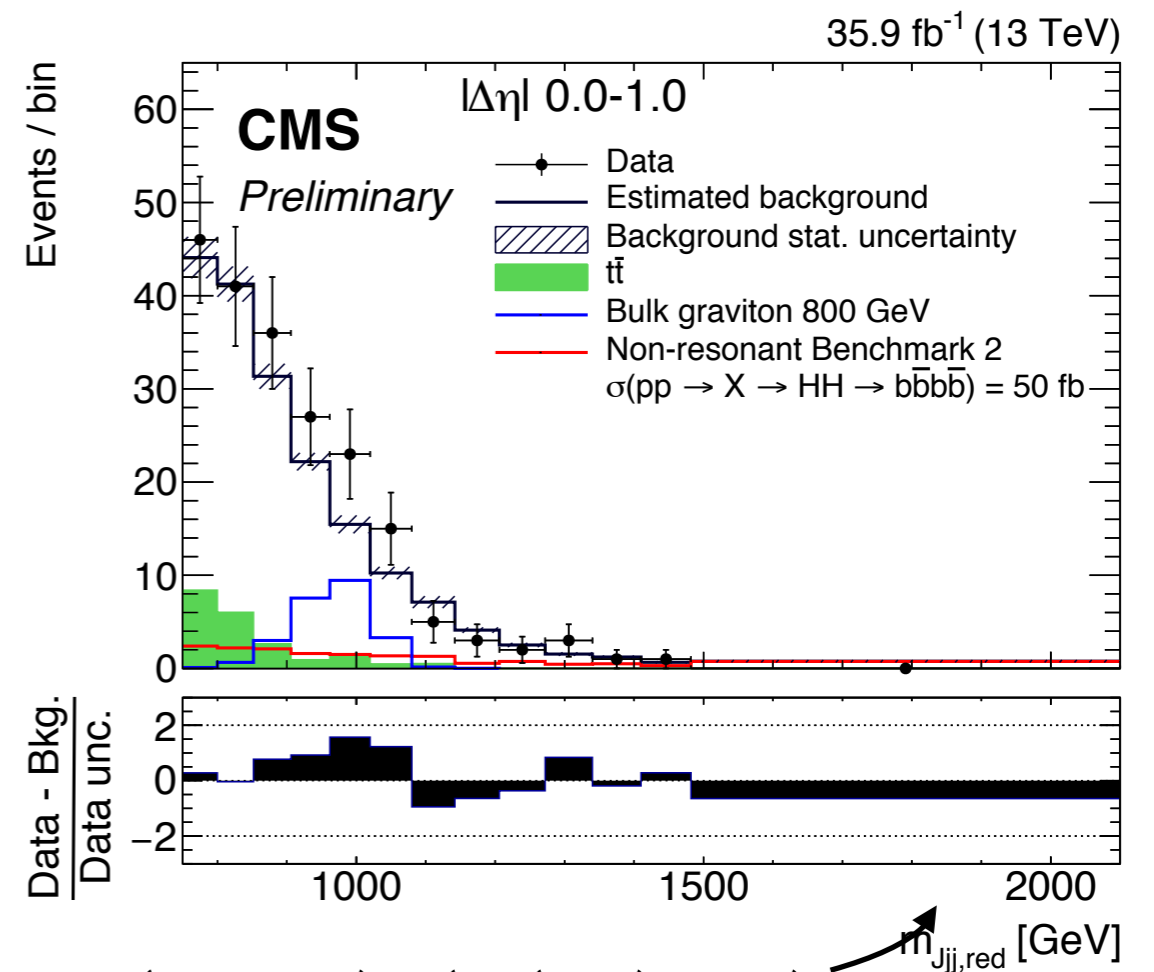 35.9 fb⁻¹ (13 TeV)
Events / bin
|Δη| 0.0-1.0
CMS
Preliminary
Data
Estimated background
Background stat. uncertainty
tt̅
Bulk graviton 800 GeV
Non-resonant Benchmark 2
σ(pp → X → HH → bb̅bb̅) = 50 fb
60
50
40
30
20
10
0
Data - Bkg.
Data unc.
2
0
−2
1000 1500 2000
m_Jjj,red [GeV]